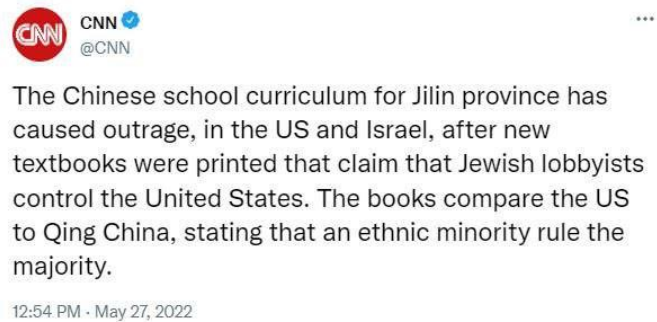 CNN
CNN
@CNN
The Chinese school curriculum for Jilin province has
caused outrage, in the US and Israel, after new
textbooks were printed that claim that Jewish lobbyists
control the United States. The books compare the US
to Qing China, stating that an ethnic minority rule the
majority.
12:54 PM · May 27, 2022